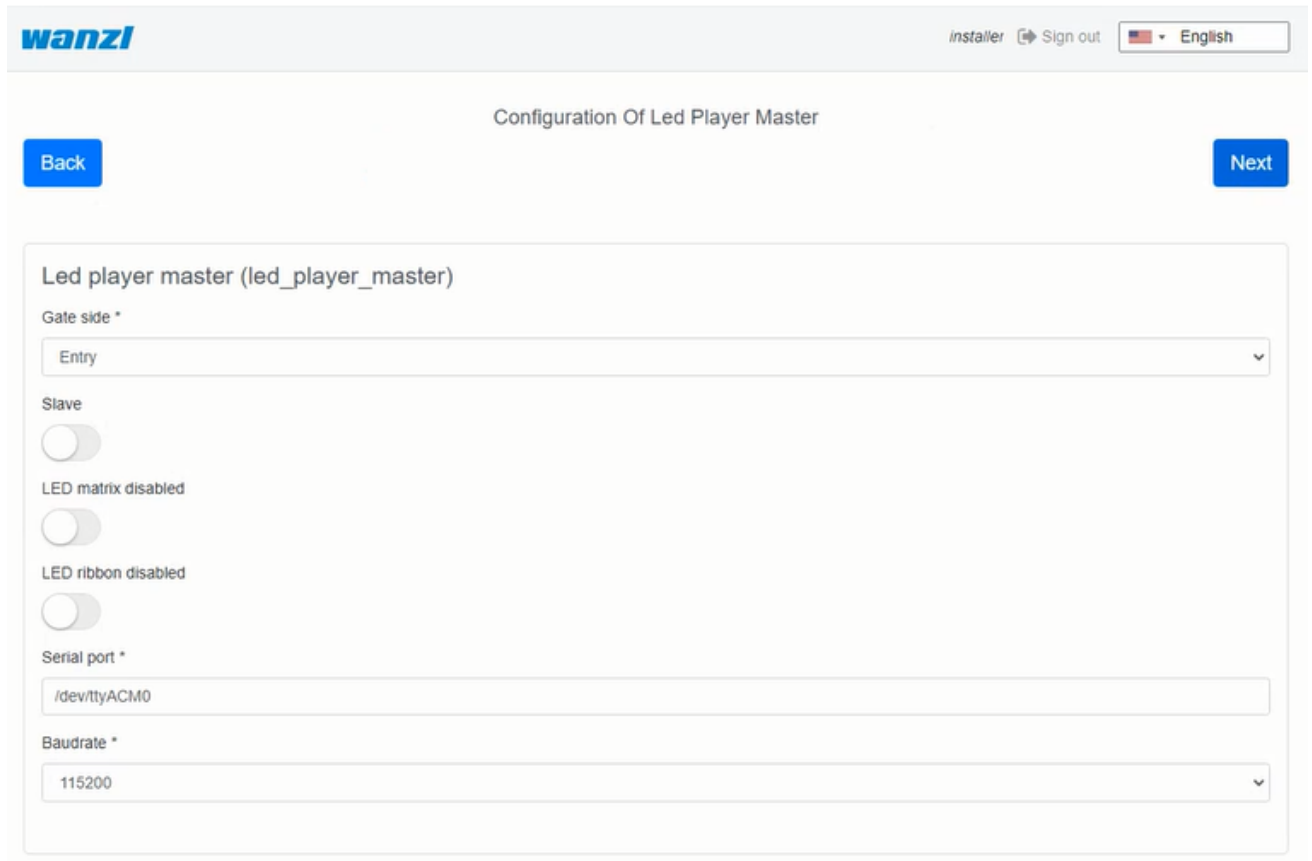 wanzl
installer Sign out English
Configuration Of Led Player Master
Back Next
Led player master (led_player_master)
Gate side *
Entry
Slave
LED matrix disabled
LED ribbon disabled
Serial port *
/dev/ttyACM0
Baudrate *
115200